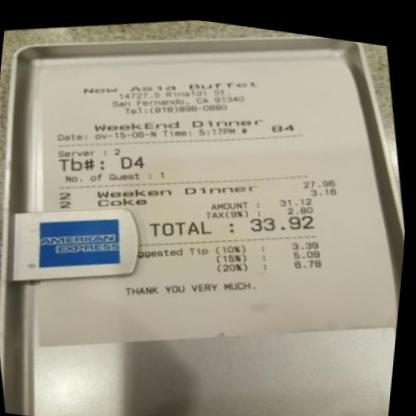 New Asia Buffet
14727.5 Rinaldi St.
San Fernando, CA 91340
Tel:(818)898-0880
WeekEnd Dinner
Date: ov-15-06-N Time: 5:17PM # 84
Server : 2
Tb#: D4
No. of Guest : 1
2 Weeken Dinner 27.96
2 Coke 3.16
AMOUNT : 31.12
TAX(9%) : 2.80
TOTAL : 33.92
AMERICAN EXPRESS
ggested Tip (10%) : 3.39
(15%) : 5.09
(20%) : 6.78
THANK YOU VERY MUCH.